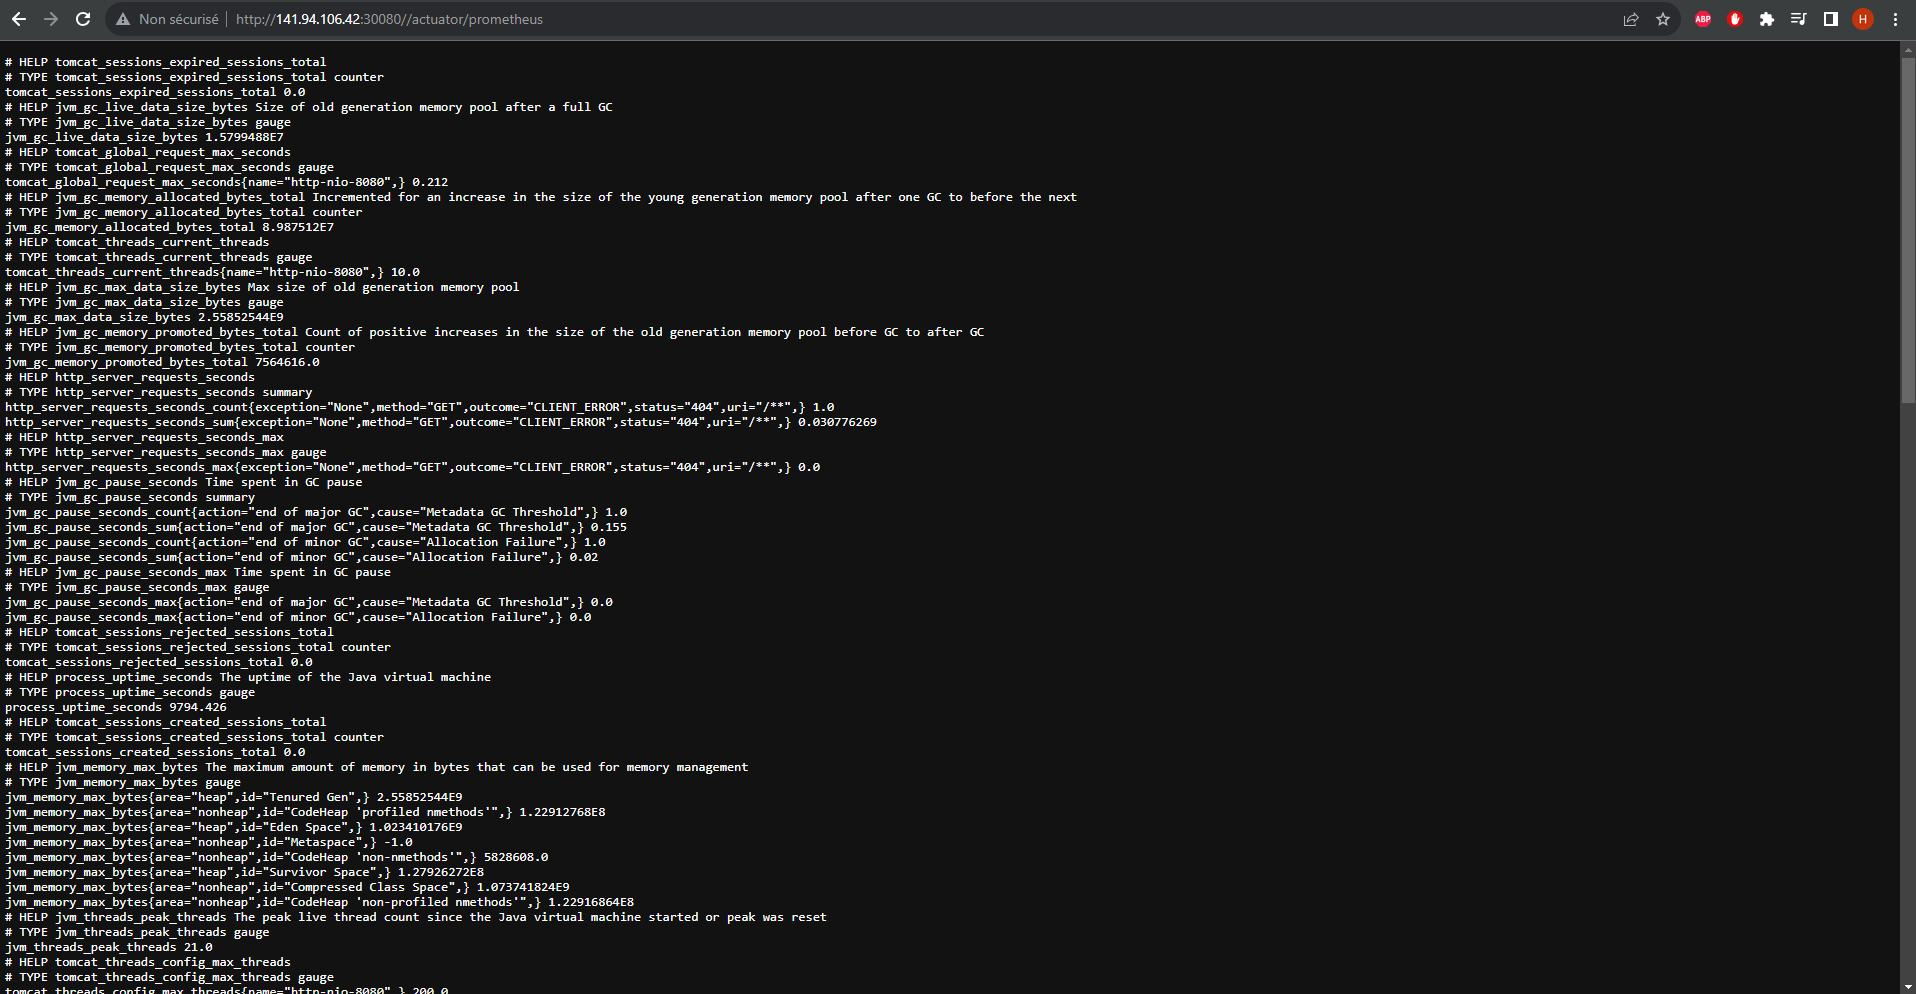 Non sécurisé | http://141.94.106.42:30080//actuator/prometheus
ABP
H
# HELP tomcat_sessions_expired_sessions_total
# TYPE tomcat_sessions_expired_sessions_total counter
tomcat_sessions_expired_sessions_total 0.0
# HELP jvm_gc_live_data_size_bytes Size of old generation memory pool after a full GC
# TYPE jvm_gc_live_data_size_bytes gauge
jvm_gc_live_data_size_bytes 1.5799488E7
# HELP tomcat_global_request_max_seconds
# TYPE tomcat_global_request_max_seconds gauge
tomcat_global_request_max_seconds{name="http-nio-8080",} 0.212
# HELP jvm_gc_memory_allocated_bytes_total Incremented for an increase in the size of the young generation memory pool after one GC to before the next
# TYPE jvm_gc_memory_allocated_bytes_total counter
jvm_gc_memory_allocated_bytes_total 8.987512E7
# HELP tomcat_threads_current_threads
# TYPE tomcat_threads_current_threads gauge
tomcat_threads_current_threads{name="http-nio-8080",} 10.0
# HELP jvm_gc_max_data_size_bytes Max size of old generation memory pool
# TYPE jvm_gc_max_data_size_bytes gauge
jvm_gc_max_data_size_bytes 2.55852544E9
# HELP jvm_gc_memory_promoted_bytes_total Count of positive increases in the size of the old generation memory pool before GC to after GC
# TYPE jvm_gc_memory_promoted_bytes_total counter
jvm_gc_memory_promoted_bytes_total 7564616.0
# HELP http_server_requests_seconds
# TYPE http_server_requests_seconds summary
http_server_requests_seconds_count{exception="None",method="GET",outcome="CLIENT_ERROR",status="404",uri="/**",} 1.0
http_server_requests_seconds_sum{exception="None",method="GET",outcome="CLIENT_ERROR",status="404",uri="/**",} 0.030776269
# HELP http_server_requests_seconds_max
# TYPE http_server_requests_seconds_max gauge
http_server_requests_seconds_max{exception="None",method="GET",outcome="CLIENT_ERROR",status="404",uri="/**",} 0.0
# HELP jvm_gc_pause_seconds Time spent in GC pause
# TYPE jvm_gc_pause_seconds summary
jvm_gc_pause_seconds_count{action="end of major GC",cause="Metadata GC Threshold",} 1.0
jvm_gc_pause_seconds_sum{action="end of major GC",cause="Metadata GC Threshold",} 0.155
jvm_gc_pause_seconds_count{action="end of minor GC",cause="Allocation Failure",} 1.0
jvm_gc_pause_seconds_sum{action="end of minor GC",cause="Allocation Failure",} 0.02
# HELP jvm_gc_pause_seconds_max Time spent in GC pause
# TYPE jvm_gc_pause_seconds_max gauge
jvm_gc_pause_seconds_max{action="end of major GC",cause="Metadata GC Threshold",} 0.0
jvm_gc_pause_seconds_max{action="end of minor GC",cause="Allocation Failure",} 0.0
# HELP tomcat_sessions_rejected_sessions_total
# TYPE tomcat_sessions_rejected_sessions_total counter
tomcat_sessions_rejected_sessions_total 0.0
# HELP process_uptime_seconds The uptime of the Java virtual machine
# TYPE process_uptime_seconds gauge
process_uptime_seconds 9794.426
# HELP tomcat_sessions_created_sessions_total
# TYPE tomcat_sessions_created_sessions_total counter
tomcat_sessions_created_sessions_total 0.0
# HELP jvm_memory_max_bytes The maximum amount of memory in bytes that can be used for memory management
# TYPE jvm_memory_max_bytes gauge
jvm_memory_max_bytes{area="heap",id="Tenured Gen",} 2.55852544E9
jvm_memory_max_bytes{area="nonheap",id="CodeHeap 'profiled nmethods'",} 1.22912768E8
jvm_memory_max_bytes{area="heap",id="Eden Space",} 1.023410176E9
jvm_memory_max_bytes{area="nonheap",id="Metaspace",} -1.0
jvm_memory_max_bytes{area="nonheap",id="CodeHeap 'non-nmethods'",} 5828608.0
jvm_memory_max_bytes{area="heap",id="Survivor Space",} 1.27926272E8
jvm_memory_max_bytes{area="nonheap",id="Compressed Class Space",} 1.073741824E9
jvm_memory_max_bytes{area="nonheap",id="CodeHeap 'non-profiled nmethods'",} 1.22916864E8
# HELP jvm_threads_peak_threads The peak live thread count since the Java virtual machine started or peak was reset
# TYPE jvm_threads_peak_threads gauge
jvm_threads_peak_threads 21.0
# HELP tomcat_threads_config_max_threads
# TYPE tomcat_threads_config_max_threads gauge
tomcat_threads_config_max_threads{name="http-nio-8080",} 200.0